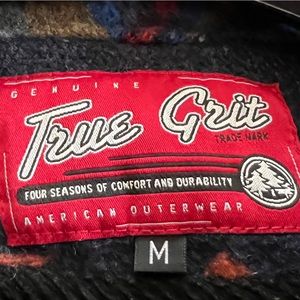 GENUINE
True Grit
TRADE MARK
FOUR SEASONS OF COMFORT AND DURABILITY
AMERICAN OUTERWEAR
M